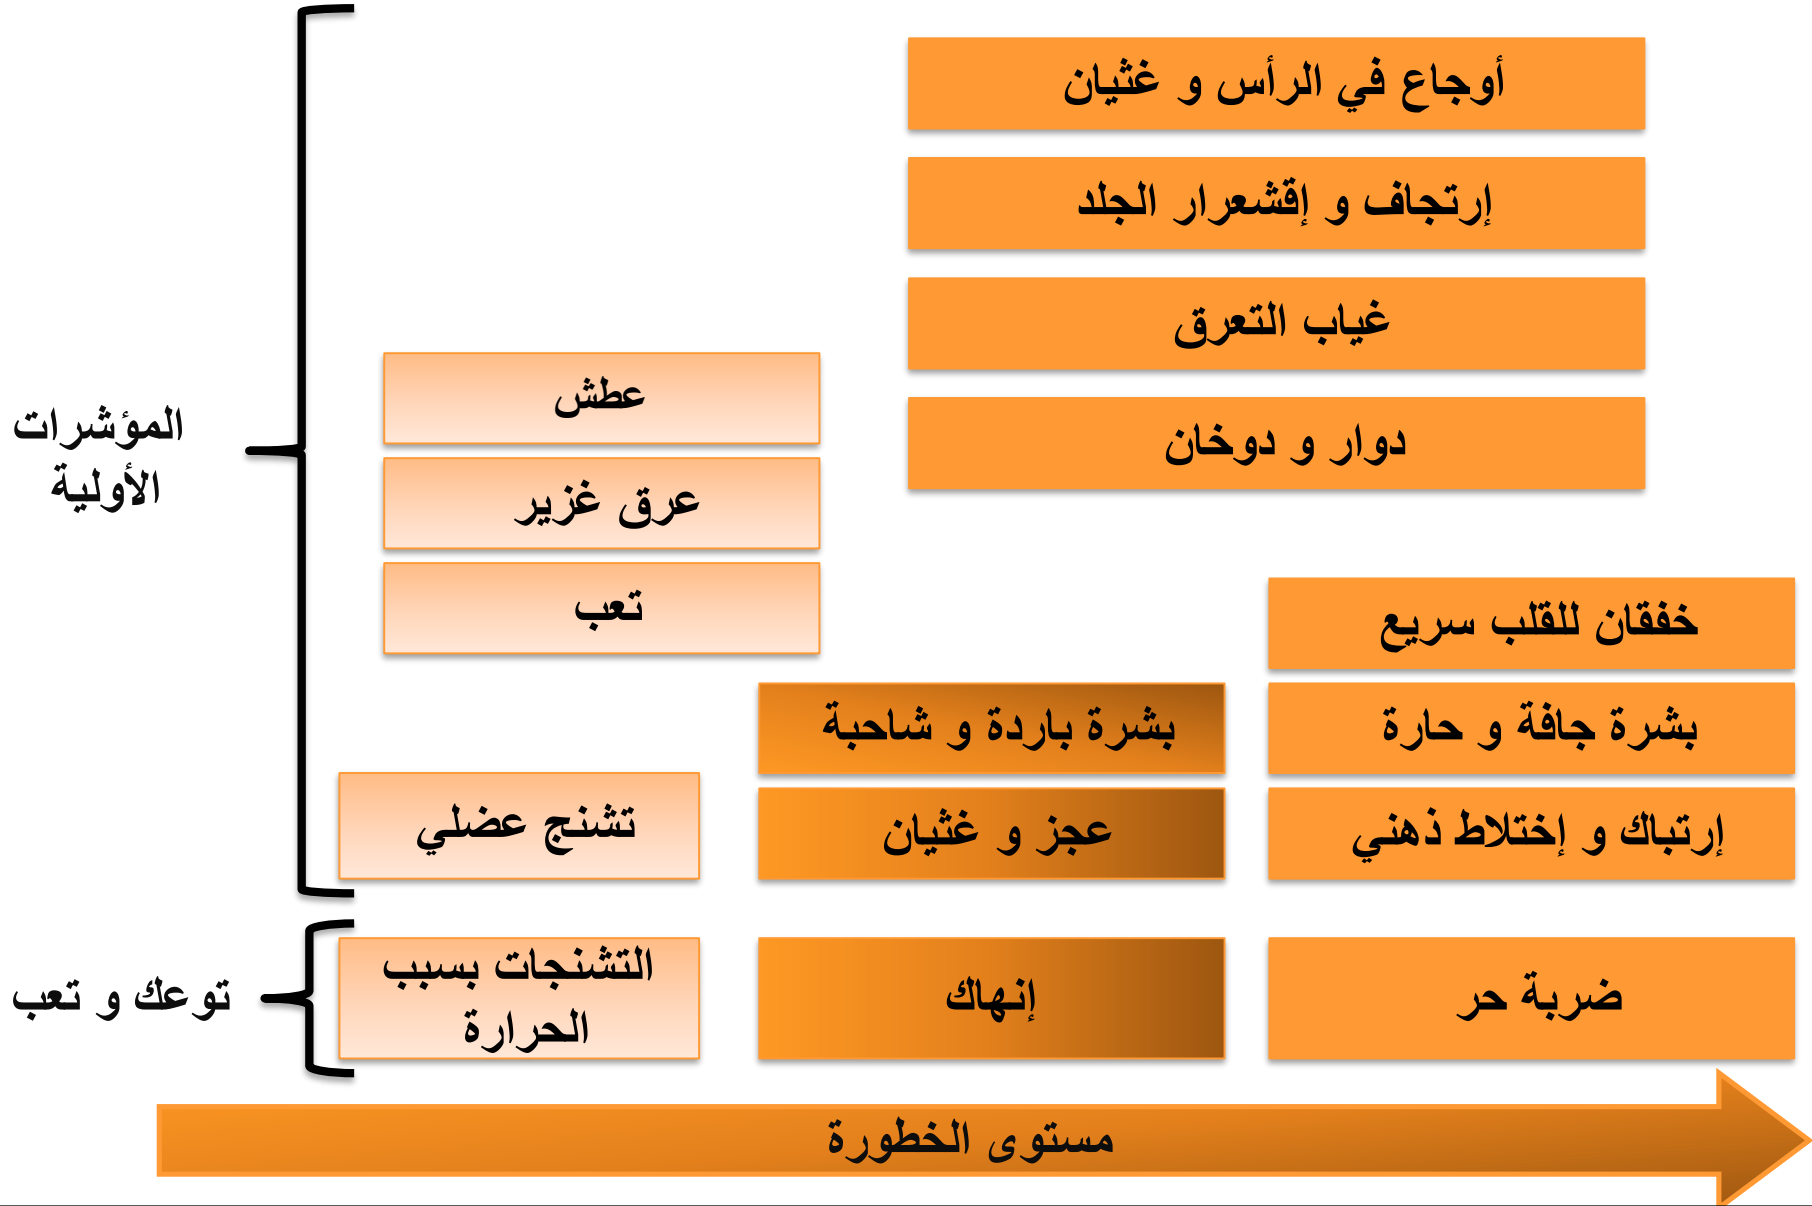 أوجاع في الرأس و غثيان
إرتجاف و إقشعرار الجلد
غياب التعرق
دوار و دوخان
عطش
عرق غزير
تعب
المؤشرات
الأولية
خفقان للقلب سريع
بشرة باردة و شاحبة
بشرة جافة و حارة
تشنج عضلي
عجز و غثيان
إرتباك و إختلاط ذهني
توعك و تعب
التشنجات بسبب
الحرارة
إنهاك
ضربة حر
مستوى الخطورة